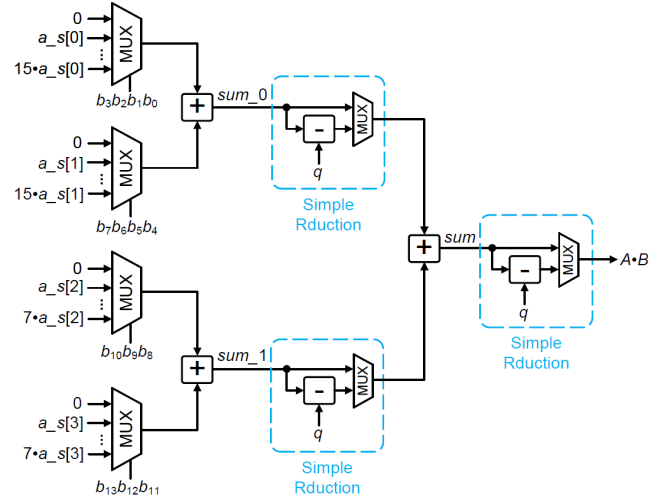 0
a_s[0]
...
15•a_s[0]
MUX
b₃b₂b₁b₀
+
sum_0
-
q
MUX
Simple
Rduction
0
a_s[1]
...
15•a_s[1]
MUX
b₇b₆b₅b₄
0
a_s[2]
...
7•a_s[2]
MUX
b₁₀b₉b₈
+
sum_1
-
q
MUX
Simple
Rduction
0
a_s[3]
...
7•a_s[3]
MUX
b₁₃b₁₂b₁₁
+
sum
-
q
MUX
A•B
Simple
Rduction